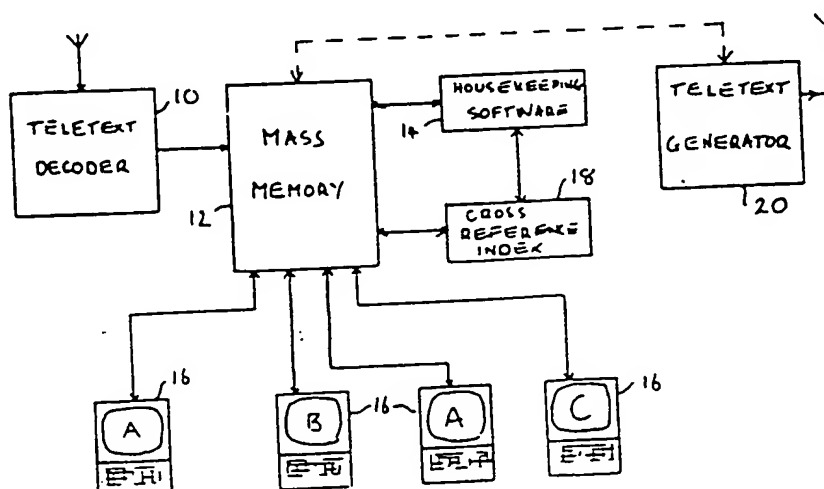 TELETEXT
DECODER
10
MASS
MEMORY
12
HOUSEKEEPING
SOFTWARE
14
CROSS
REFERENCE
INDEX
18
TELETEXT
GENERATOR
20
16
A
B
16
A
C
16